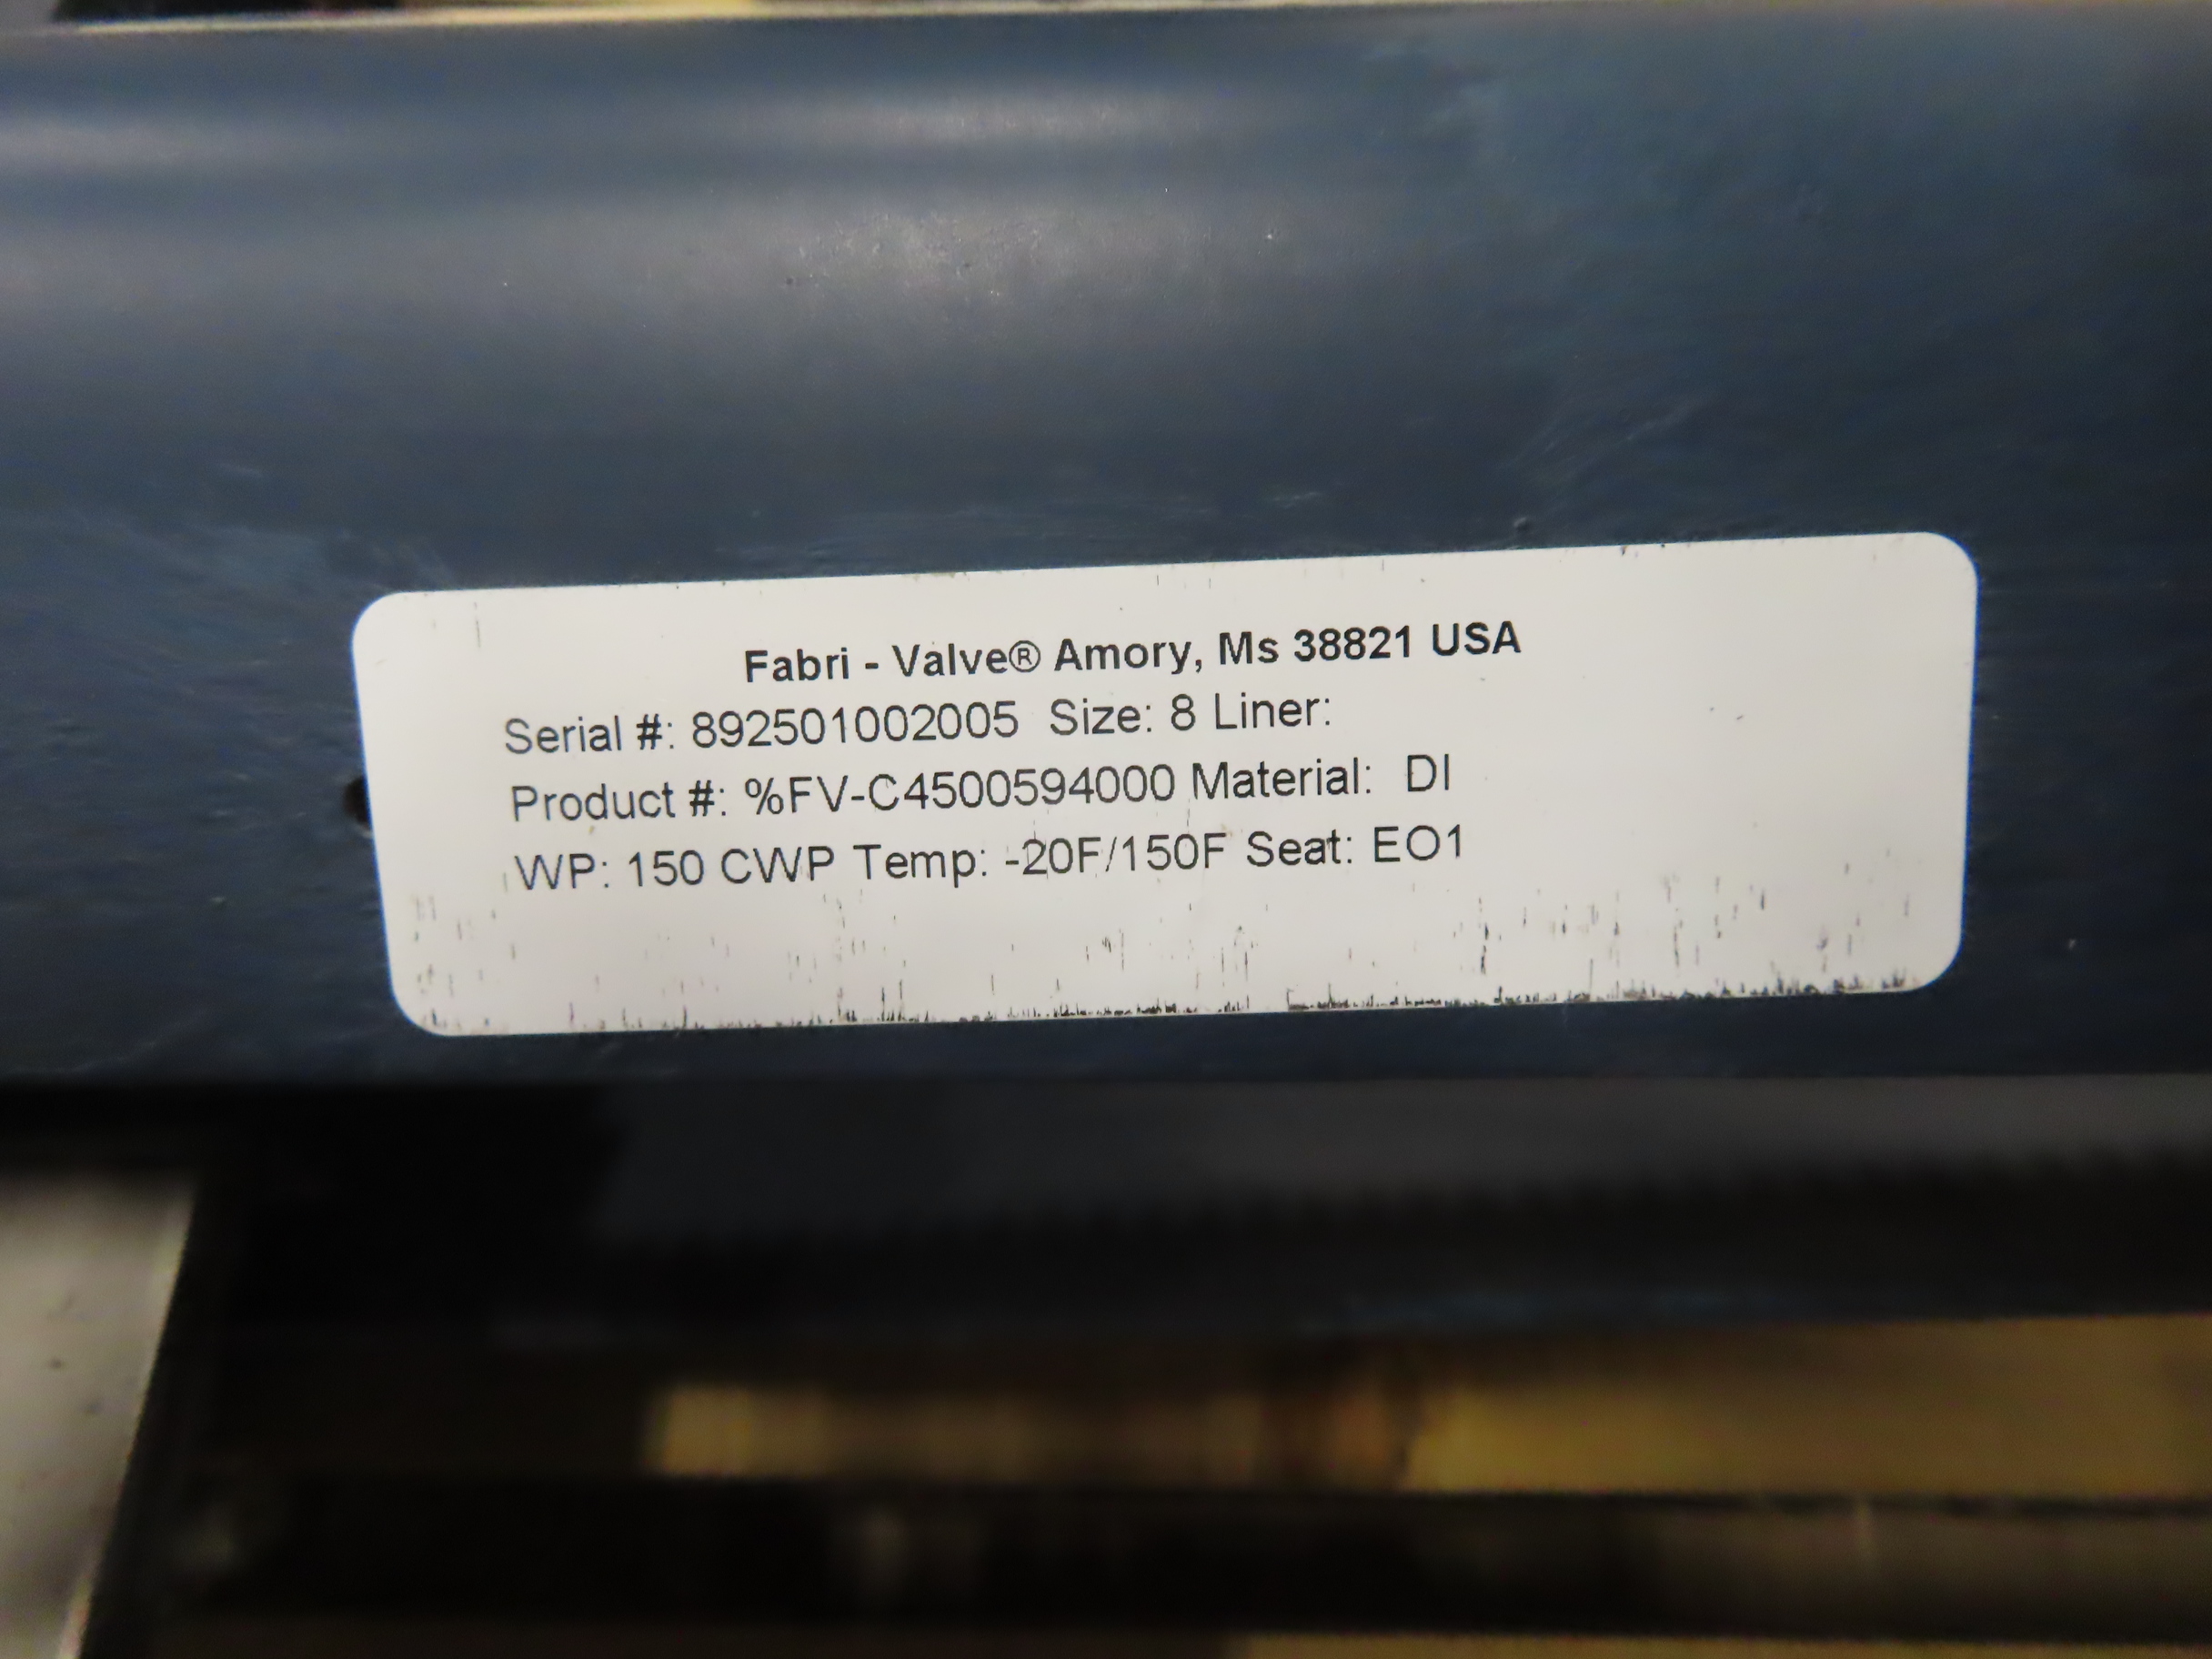 Fabri - Valve® Amory, Ms 38821 USA
Serial #: 892501002005 Size: 8 Liner:
Product #: %FV-C4500594000 Material: DI
WP: 150 CWP Temp: -20F/150F Seat: EO1